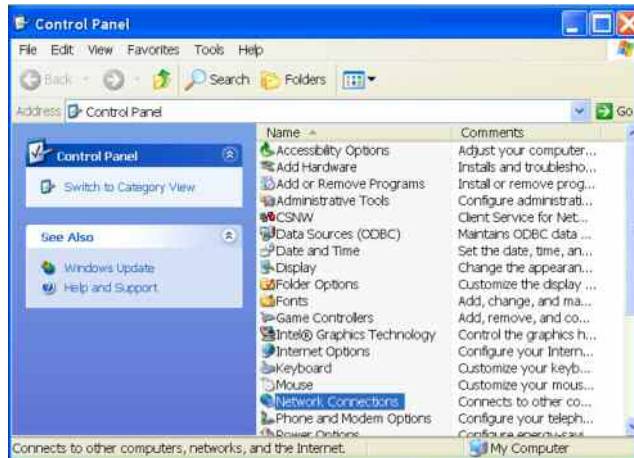 Control Panel
File Edit View Favorites Tools Help
Back Search Folders
Address Control Panel Go
Control Panel
Switch to Category View
See Also
Windows Update
Help and Support
Name Comments
Accessibility Options Adjust your computer...
Add Hardware Installs and troublesho...
Add or Remove Programs Install or remove prog...
Administrative Tools Configure administrati...
CSNW Client Service for Net...
Data Sources (ODBC) Maintains ODBC data ...
Date and Time Set the date, time, an...
Display Change the appearan...
Folder Options Customize the display ...
Fonts Add, change, and ma...
Game Controllers Add, remove, and co...
Intel® Graphics Technology Control the graphics h...
Internet Options Configure your Intern...
Keyboard Customize your keyb...
Mouse Customize your mous...
Network Connections Connects to other co...
Phone and Modem Options Configure your teleph...
Power Options Configure energy-savi...
Connects to other computers, networks, and the Internet. My Computer